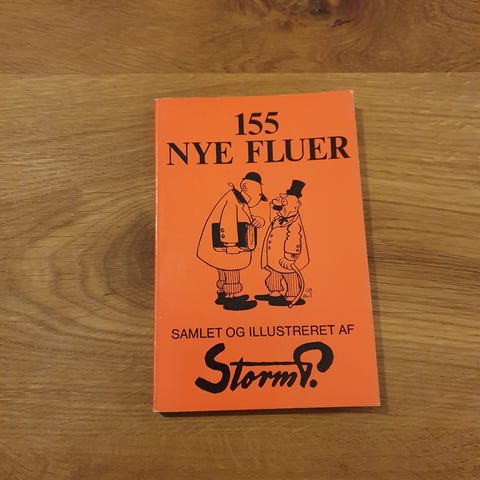 155
NYE FLUER
SAMLET OG ILLUSTRERET AF
Storm P.